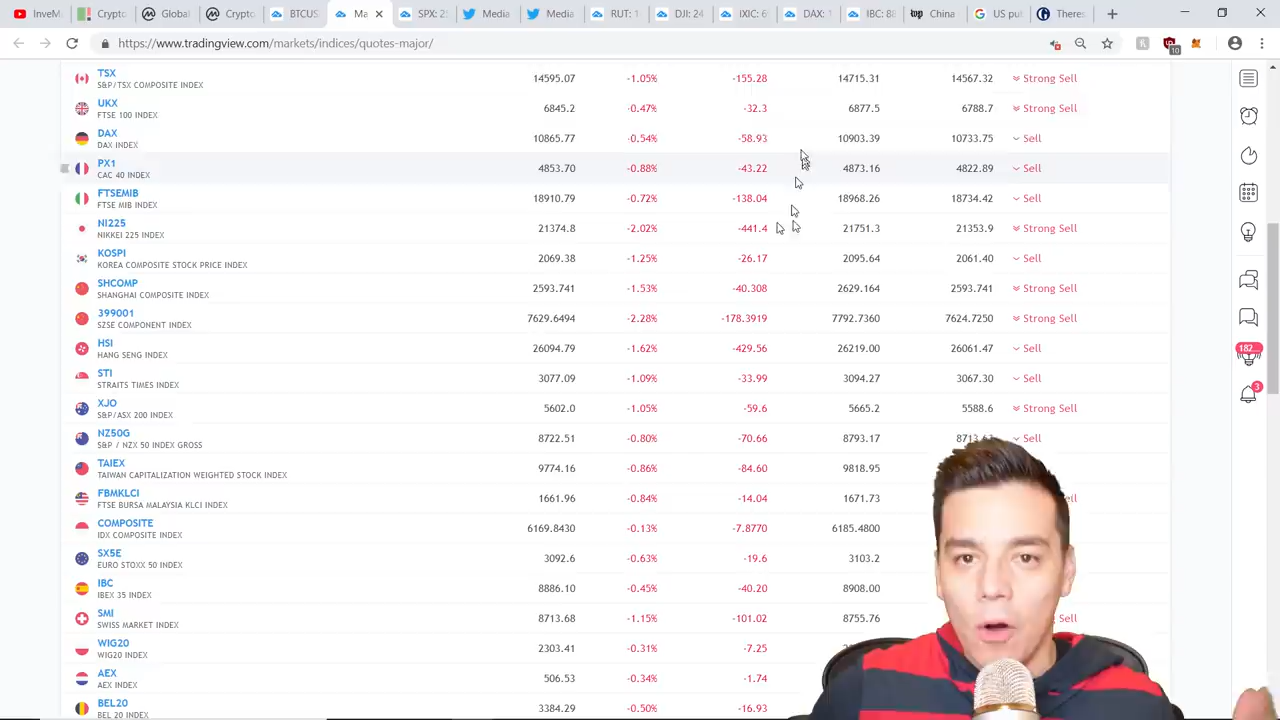 LiveM
Crypto
Crypto
BTCUS
Ma
SPX: 25
Media
Media
RUT: 1
DJI: 24
IXIC: 6
DAX: 1
IBC: 88
China
US pul
Theres
https://www.tradingview.com/markets/indices/quotes-major/
10
TSX 14595.07 -1.05% -155.28 14715.31 14567.32 Strong Sell
S&P/TSX COMPOSITE INDEX
UKX 6845.2 -0.47% -32.3 6877.5 6788.7 Strong Sell
FTSE 100 INDEX
DAX 10865.77 -0.54% -58.93 10903.39 10733.75 Sell
DAX INDEX
PX1 4853.70 -0.88% -43.22 4873.16 4822.89 Sell
CAC 40 INDEX
FTSEMIB 18910.79 -0.72% -138.04 18968.26 18734.42 Sell
FTSE MIB INDEX
NI225 21374.8 -2.02% -441.4 21751.3 21353.9 Strong Sell
NIKKEI 225 INDEX
KOSPI 2069.38 -1.25% -26.17 2095.64 2061.40 Sell
KOREA COMPOSITE STOCK PRICE INDEX
SHCOMP 2593.741 -1.53% -40.308 2629.164 2593.741 Strong Sell
SHANGHAI COMPOSITE INDEX
399001 7629.6494 -2.28% -178.3919 7792.7360 7624.7250 Strong Sell
SZSE COMPONENT INDEX
HSI 26094.79 -1.62% -429.56 26219.00 26061.47 Sell
HANG SENG INDEX
182...
STI 3077.09 -1.09% -33.99 3094.27 3067.30 Sell
STRAITS TIMES INDEX
3
XJO 5602.0 -1.05% -59.6 5665.2 5588.6 Strong Sell
S&P/ASX 200 INDEX
NZ50G 8722.51 -0.80% -70.66 8793.17 Sell
S&P / NZX 50 INDEX GROSS
TAIEX 9774.16 -0.86% -84.60 9818.95
TAIWAN CAPITALIZATION WEIGHTED STOCK INDEX
FBMKLCI 1661.96 -0.84% -14.04 1671.73 ell
FTSE BURSA MALAYSIA KLCI INDEX
COMPOSITE 6169.8430 -0.13% -7.8770 6185.4800
IDX COMPOSITE INDEX
SX5E 3092.6 -0.63% -19.6 3103.2
EURO STOXX 50 INDEX
IBC 8886.10 -0.45% -40.20 8908.00
IBEX 35 INDEX
SMI 8713.68 -1.15% -101.02 8755.76 Sell
SWISS MARKET INDEX
WIG20 2303.41 -0.31% -7.25
WIG20 INDEX
AEX 506.53 -0.34% -1.74
AEX INDEX
BEL20 3384.29 -0.50% -16.93
BEL 20 INDEX